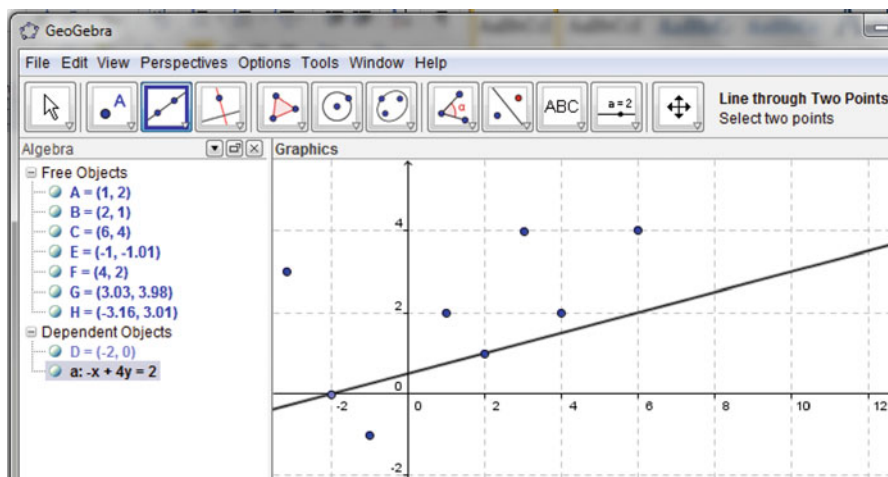 GeoGebra
File Edit View Perspectives Options Tools Window Help
A
α
ABC
a = 2
Line through Two Points
Select two points
Algebra
Graphics
Free Objects
A = (1, 2)
B = (2, 1)
C = (6, 4)
E = (-1, -1.01)
F = (4, 2)
G = (3.03, 3.98)
H = (-3.16, 3.01)
Dependent Objects
D = (-2, 0)
a: -x + 4y = 2
4
2
0
-2 0 2 4 6 8 10 12
-2